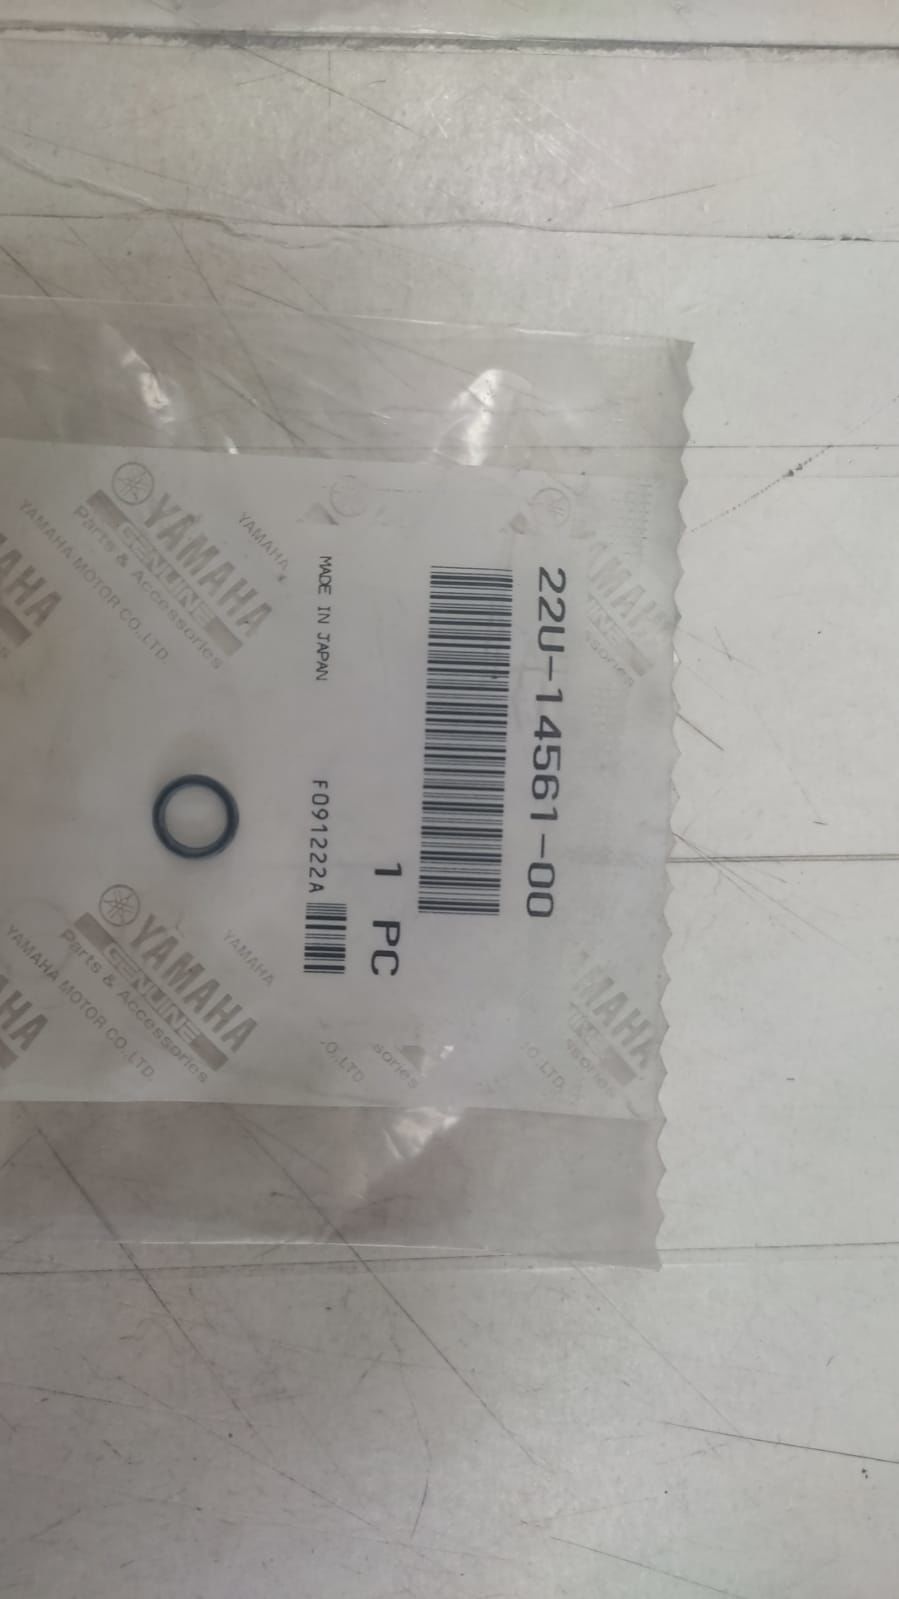 22U-14561-00
1 PC
MADE IN JAPAN
F091222A
YAMAHA
YAMAHA
GENUINE
Parts & Accessories
YAMAHA MOTOR CO.,LTD.
YAMAHA
GENUINE
Parts & Accessories
YAMAHA MOTOR CO.,LTD.
YAMAHA